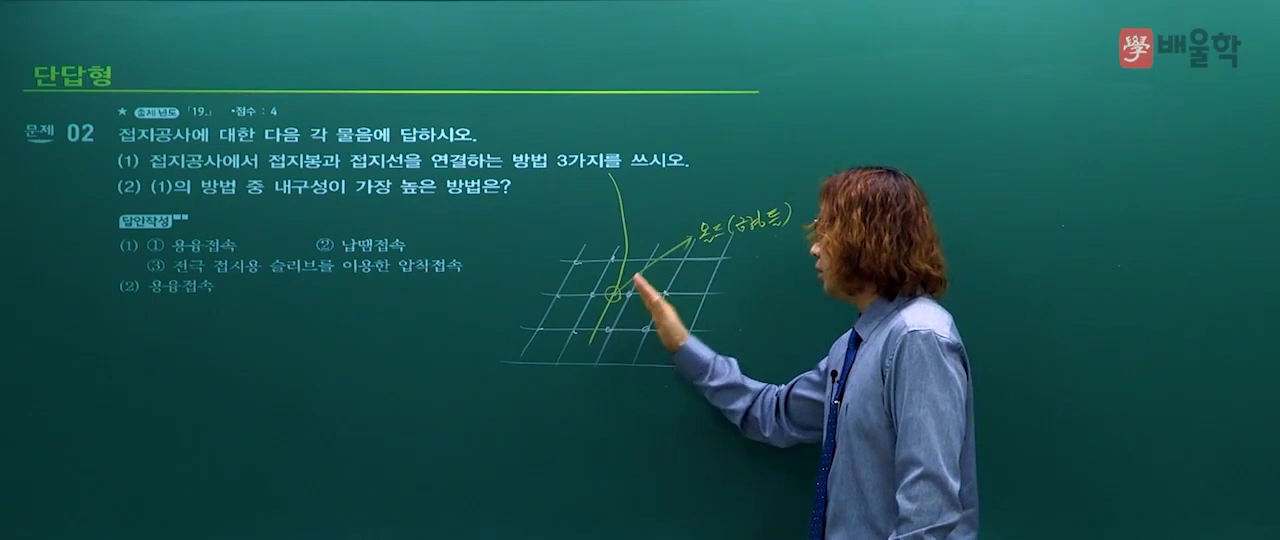 學 배울학
단답형
★ 출제년도 「19.」 •점수 : 4
문제 02 접지공사에 대한 다음 각 물음에 답하시오.
(1) 접지공사에서 접지봉과 접지선을 연결하는 방법 3가지를 쓰시오.
(2) (1)의 방법 중 내구성이 가장 높은 방법은?
답안작성
(1) ① 용융접속 ② 납땜접속
③ 전극 접시용 슬리브를 이용한 압착접속
(2) 용융접속